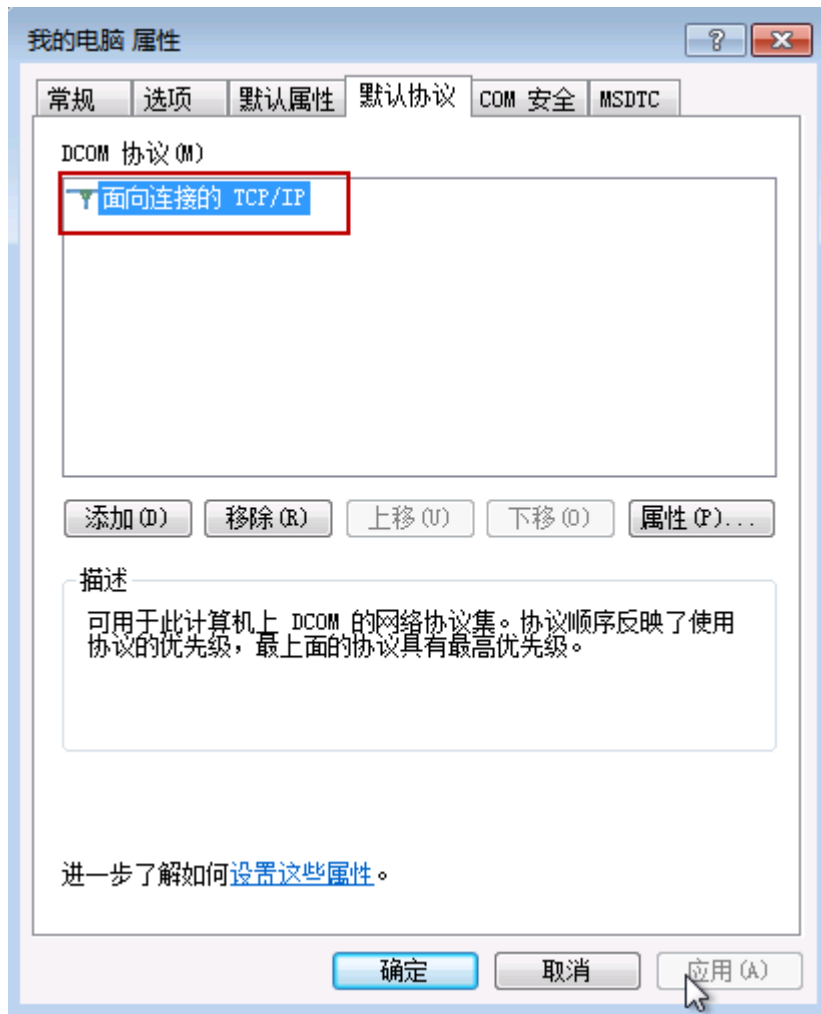 我的电脑 属性
常规 选项 默认属性 默认协议 COM 安全 MSDTC
DCOM 协议(M)
面向连接的 TCP/IP
添加(D) 移除(R) 上移(U) 下移(O) 属性(P)...
描述
可用于此计算机上 DCOM 的网络协议集。协议顺序反映了使用
协议的优先级，最上面的协议具有最高优先级。
进一步了解如何设置这些属性。
确定 取消 应用(A)